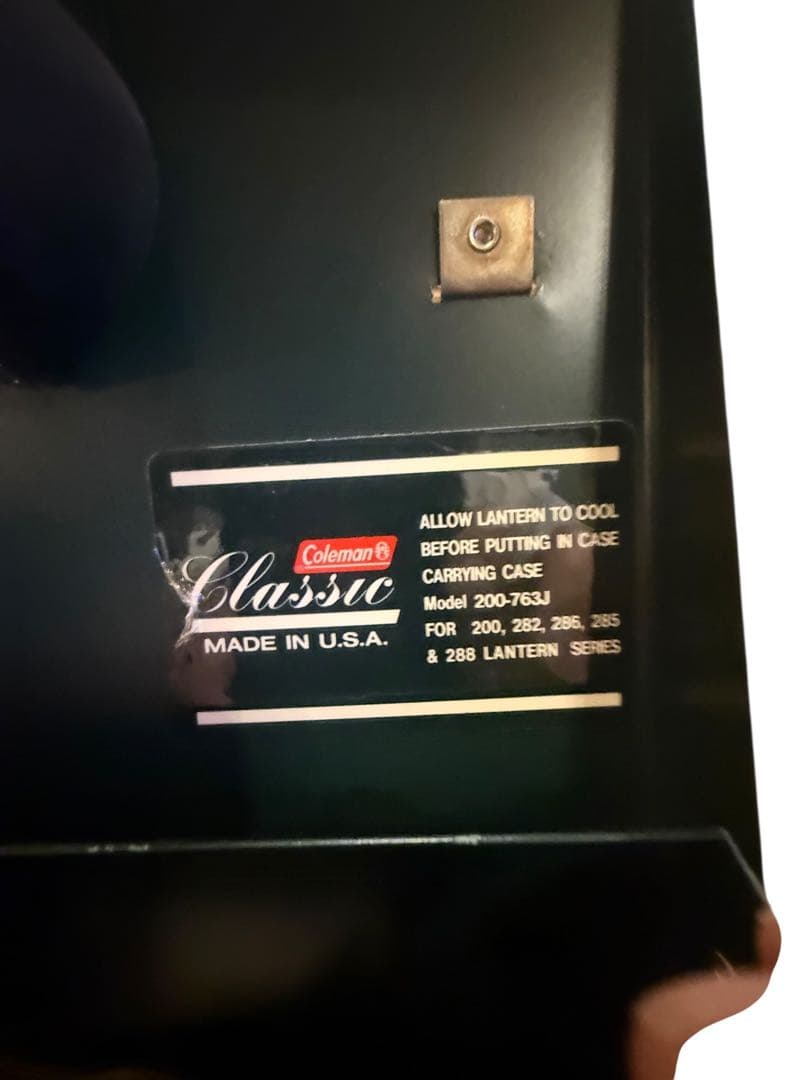 Coleman
Classic
MADE IN U.S.A.
ALLOW LANTERN TO COOL
BEFORE PUTTING IN CASE
CARRYING CASE
Model 200-763J
FOR 200, 282, 286, 285
& 288 LANTERN SERIES